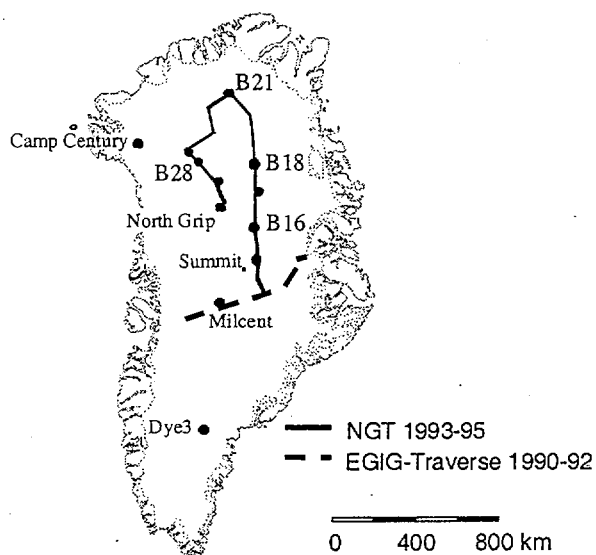 B21
Camp Century
B18
B28
North Grip
B16
Summit
Milcent
Dye3
NGT 1993-95
EGIG-Traverse 1990-92
0 400 800 km